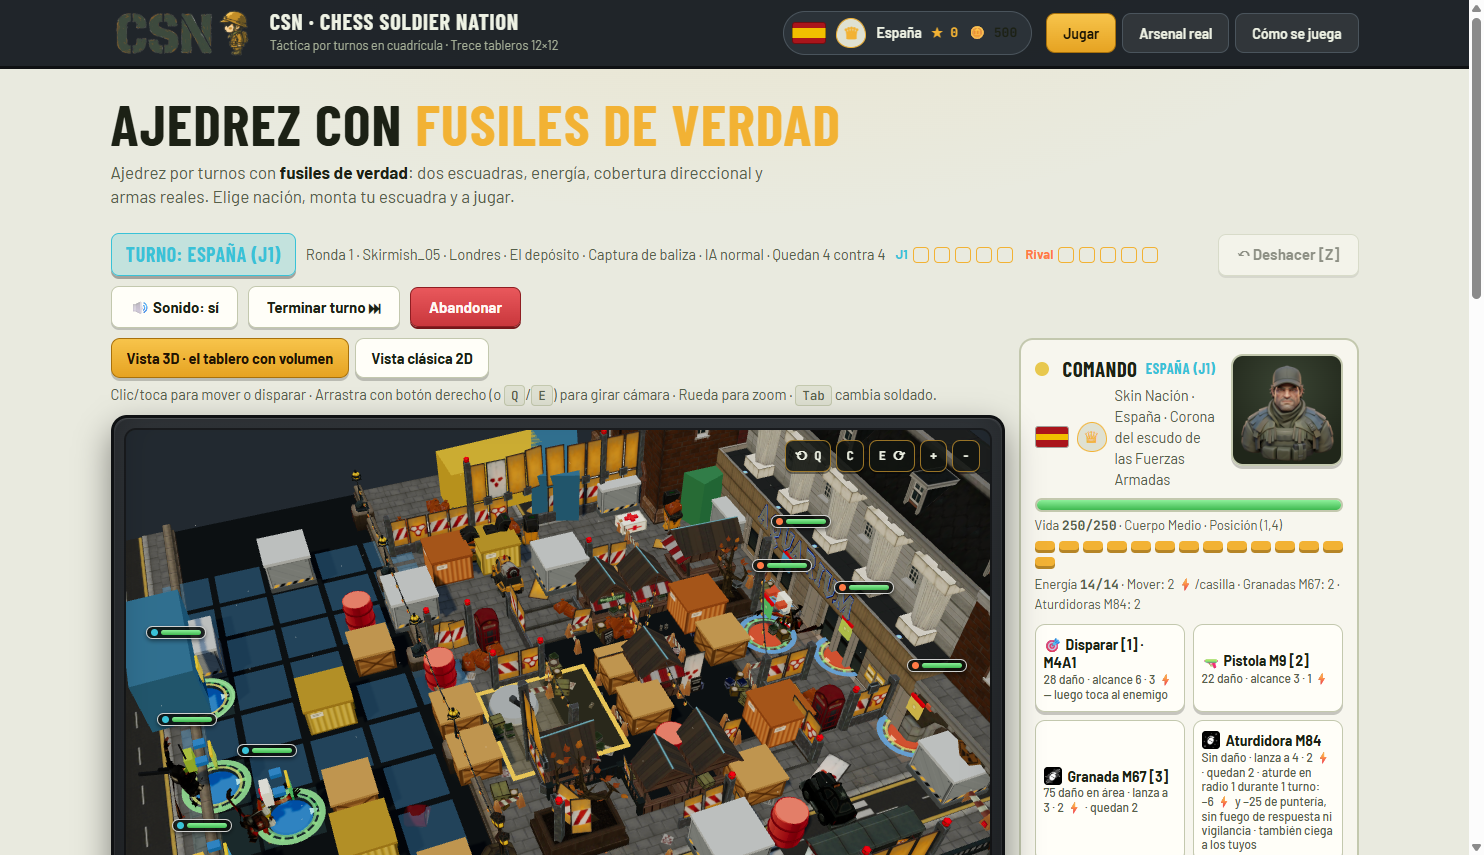 CSN
CSN · CHESS SOLDIER NATION
Táctica por turnos en cuadrícula · Trece tableros 12×12
España ★ 0 500
Jugar
Arsenal real
Cómo se juega
AJEDREZ CON FUSILES DE VERDAD
Ajedrez por turnos con fusiles de verdad: dos escuadras, energía, cobertura direccional y
armas reales. Elige nación, monta tu escuadra y a jugar.
TURNO: ESPAÑA (J1)
Ronda 1 · Skirmish_05 · Londres · El depósito · Captura de baliza · IA normal · Quedan 4 contra 4
J1
Rival
Deshacer [Z]
Sonido: sí
Terminar turno
Abandonar
Vista 3D · el tablero con volumen
Vista clásica 2D
Clic/toca para mover o disparar · Arrastra con botón derecho (o Q / E) para girar cámara · Rueda para zoom · Tab cambia soldado.
Q
C
E
+
-
COMANDO ESPAÑA (J1)
Skin Nación ·
España · Corona
del escudo de
las Fuerzas
Armadas
Vida 250/250 · Cuerpo Medio · Posición (1,4)
Energía 14/14 · Mover: 2 ⚡/casilla · Granadas M67: 2 ·
Aturdidoras M84: 2
Disparar [1] ·
M4A1
28 daño · alcance 6 · 3 ⚡
— luego toca al enemigo
Pistola M9 [2]
22 daño · alcance 3 · 1 ⚡
Granada M67 [3]
75 daño en área · lanza a
3 · 2 ⚡ · quedan 2
Aturdidora M84
Sin daño · lanza a 4 · 2 ⚡
· quedan 2 · aturde en
radio 1 durante 1 turno:
−6 ⚡ y −25 de puntería,
sin fuego de respuesta ni
vigilancia · también ciega
a los tuyos